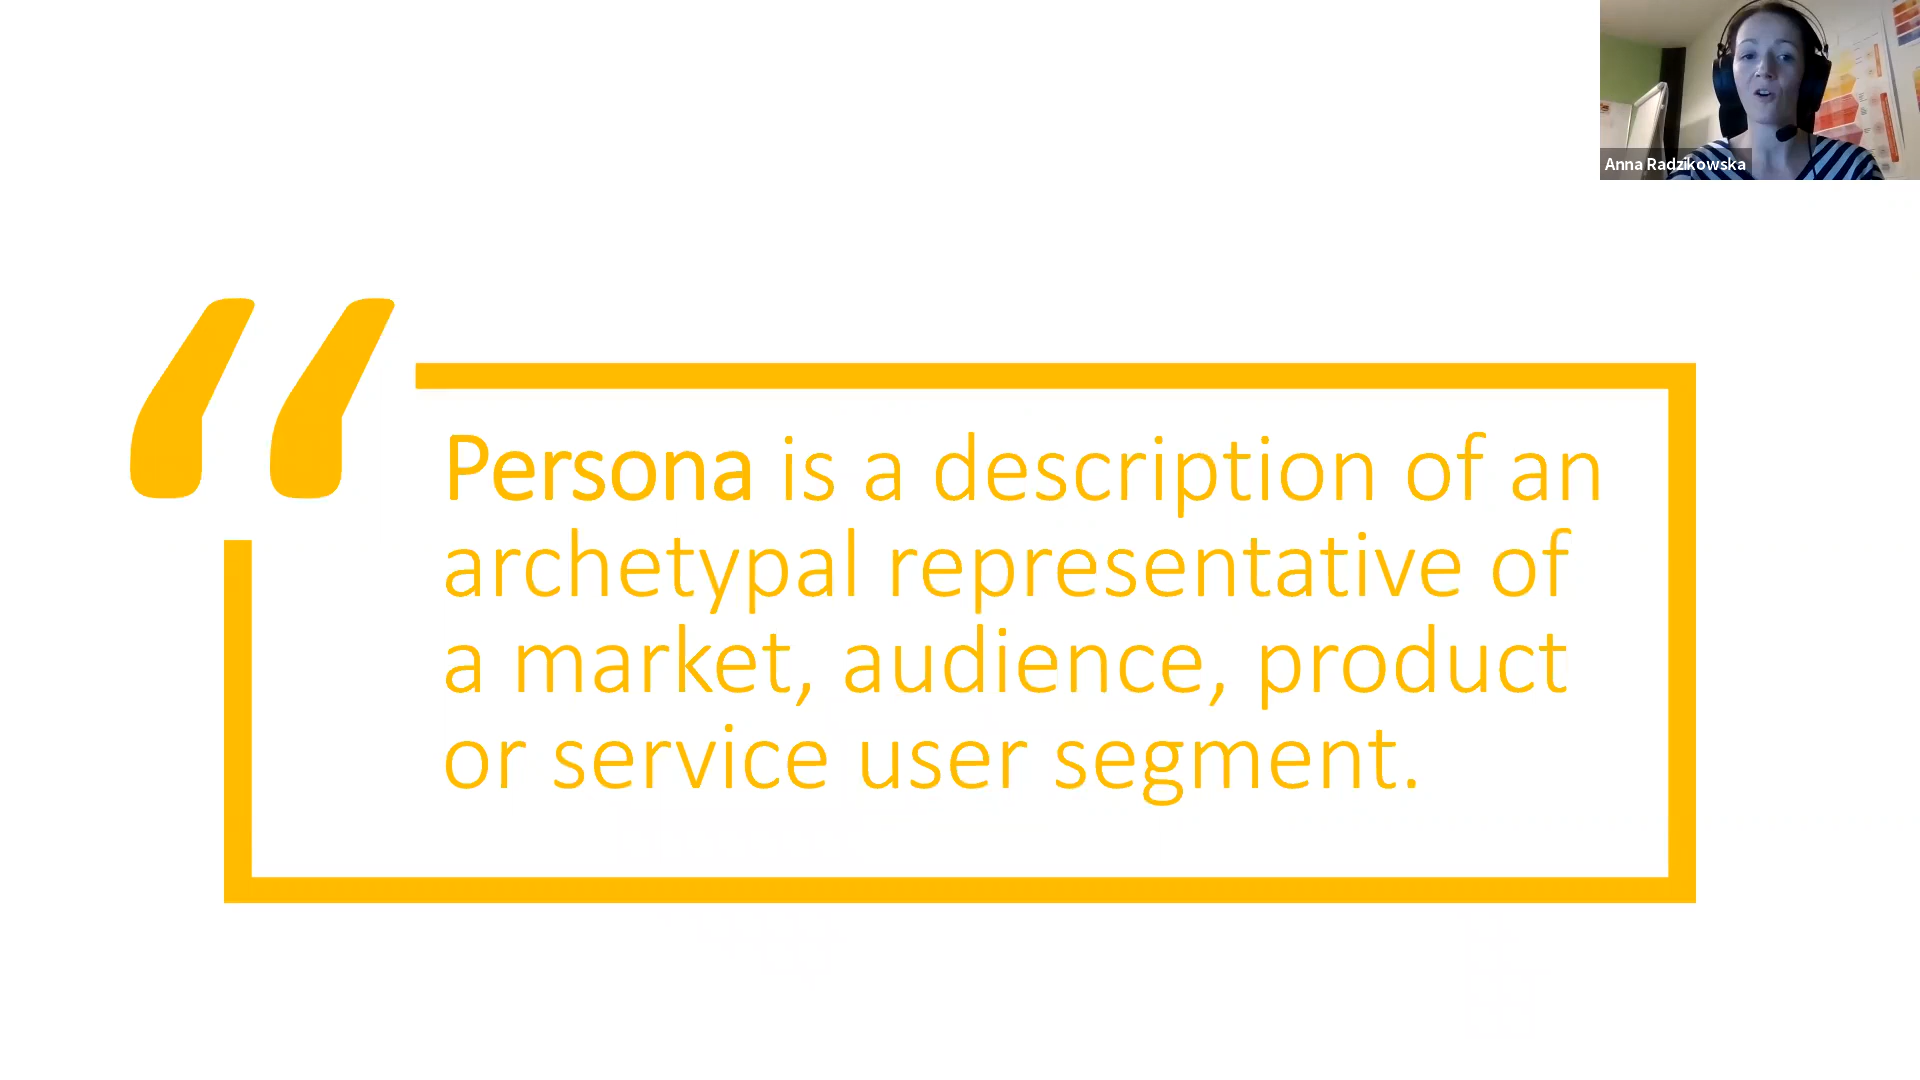 Anna Radzikowska
“
Persona is a description of an
archetypal representative of
a market, audience, product
or service user segment.